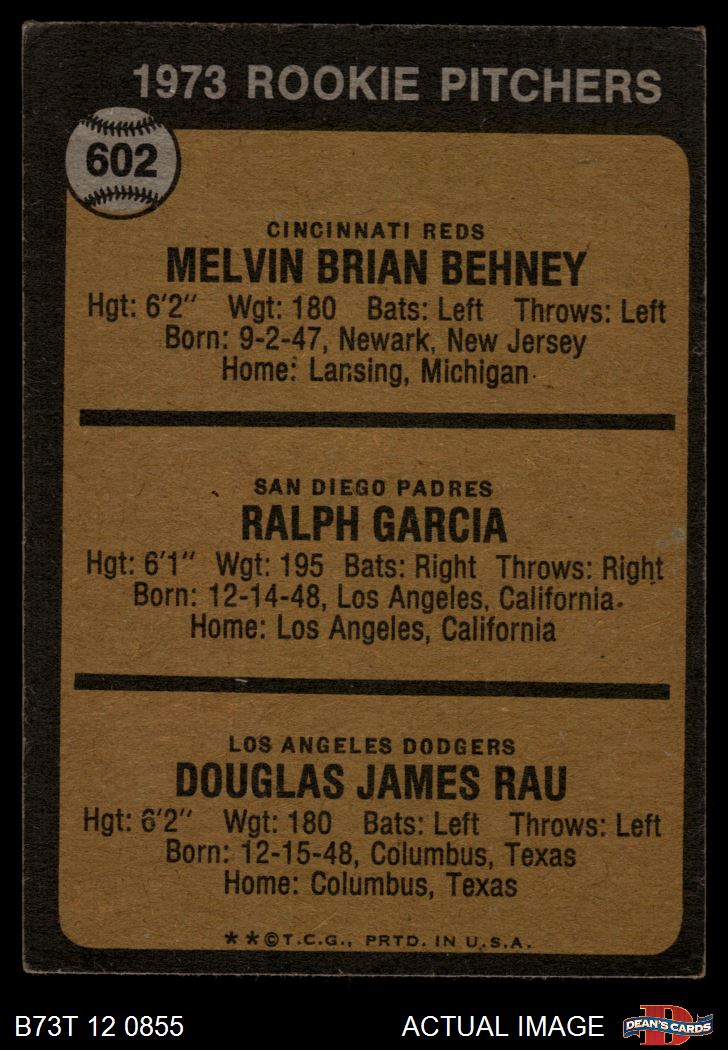 1973 ROOKIE PITCHERS
602
CINCINNATI REDS
MELVIN BRIAN BEHNEY
Hgt: 6'2" Wgt: 180 Bats: Left Throws: Left
Born: 9-2-47, Newark, New Jersey
Home: Lansing, Michigan
SAN DIEGO PADRES
RALPH GARCIA
Hgt: 6'1" Wgt: 195 Bats: Right Throws: Right
Born: 12-14-48, Los Angeles, California
Home: Los Angeles, California
LOS ANGELES DODGERS
DOUGLAS JAMES RAU
Hgt: 6'2" Wgt: 180 Bats: Left Throws: Left
Born: 12-15-48, Columbus, Texas
Home: Columbus, Texas
**©T.C.G., PRTD. IN U.S.A.
B73T 12 0855 ACTUAL IMAGE
D
DEAN'S CARDS